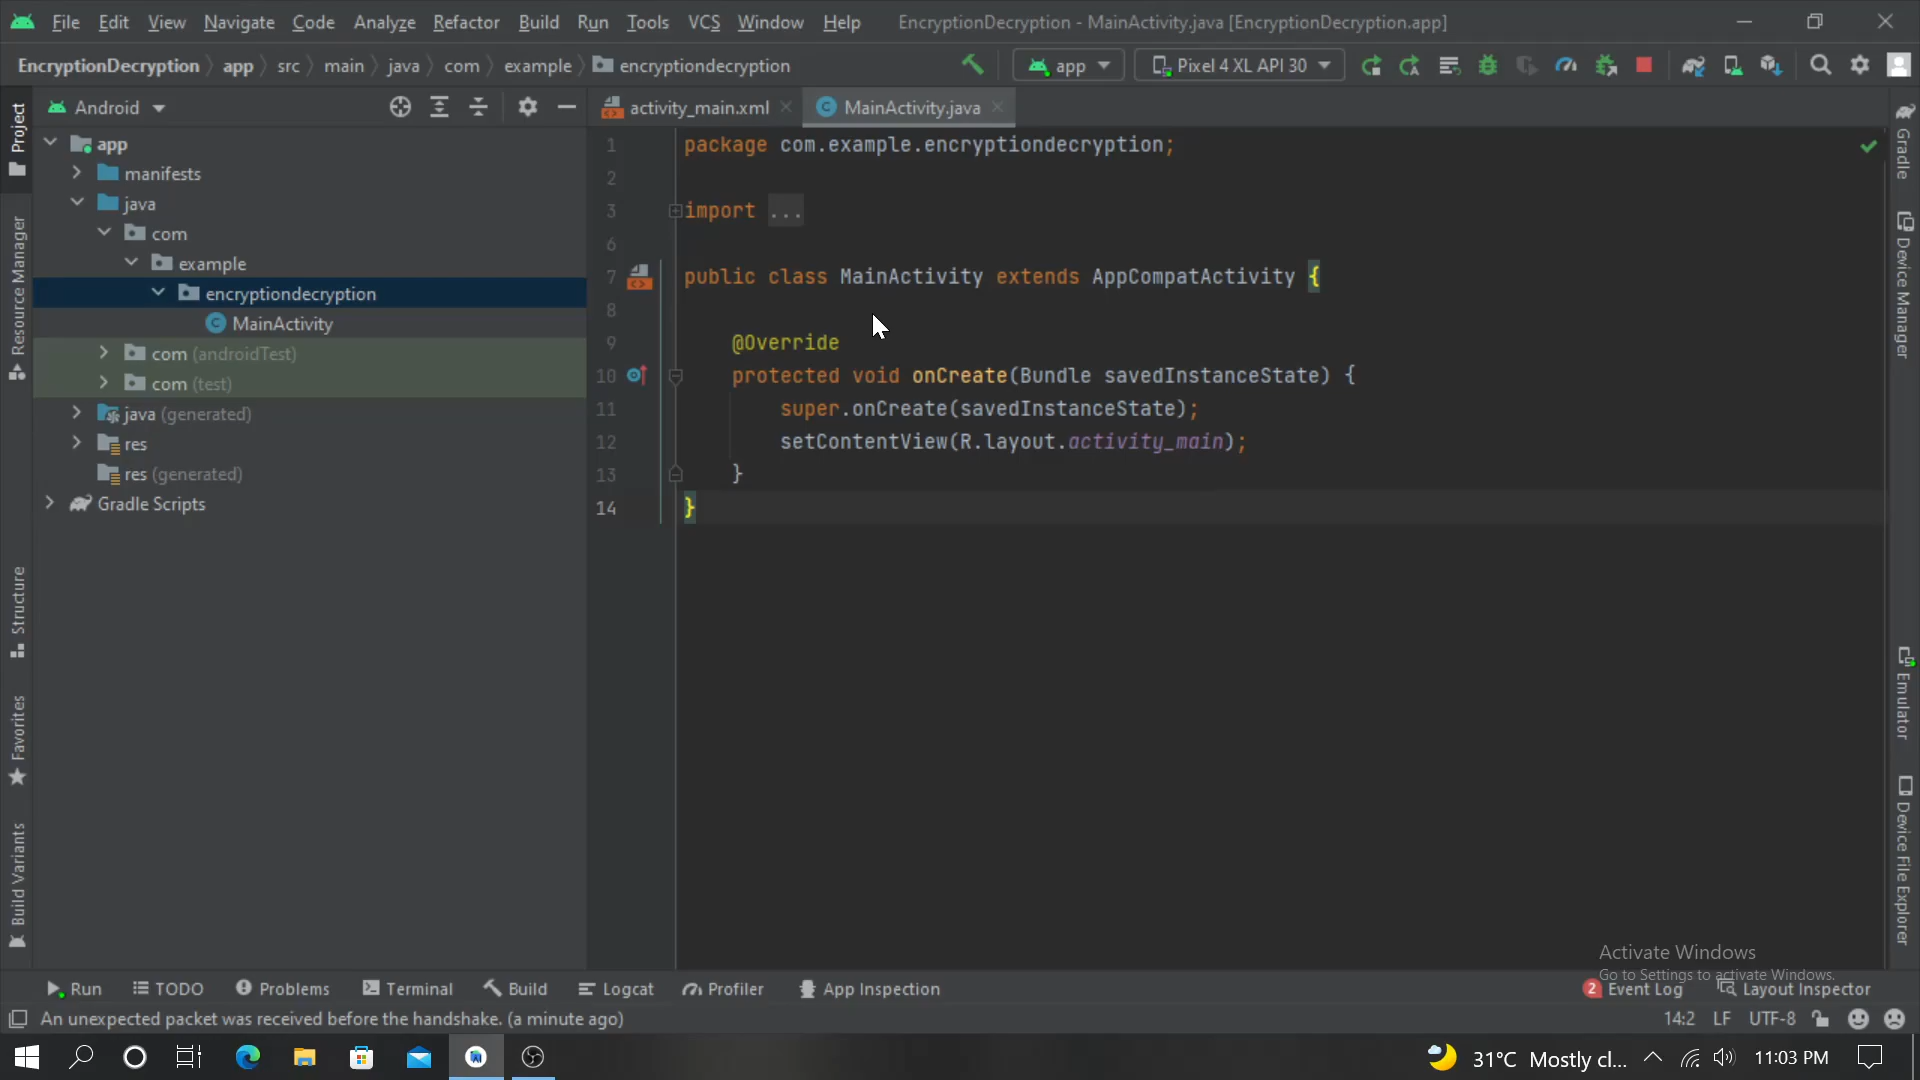 File Edit View Navigate Code Analyze Refactor Build Run Tools VCS Window Help EncryptionDecryption - MainActivity.java [EncryptionDecryption.app]
EncryptionDecryption app src main java com example encryptiondecryption app Pixel 4 XL API 30
Project
Resource Manager
Structure
Favorites
Build Variants
Android
app
manifests
java
com
example
encryptiondecryption
MainActivity
com (androidTest)
com (test)
java (generated)
res
res (generated)
Gradle Scripts
activity_main.xml MainActivity.java
1 package com.example.encryptiondecryption;
2
3 import ...
6
7 public class MainActivity extends AppCompatActivity {
8
9 @Override
10 protected void onCreate(Bundle savedInstanceState) {
11 super.onCreate(savedInstanceState);
12 setContentView(R.layout.activity_main);
13 }
14 }
Gradle
Device Manager
Emulator
Device File Explorer
Activate Windows
Go to Settings to activate Windows.
Run TODO Problems Terminal Build Logcat Profiler App Inspection 2 Event Log Layout Inspector
An unexpected packet was received before the handshake. (a minute ago) 14:2 LF UTF-8
31°C Mostly cl... 11:03 PM